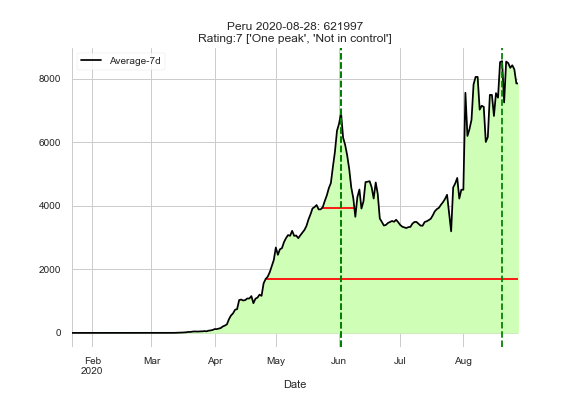 Peru 2020-08-28: 621997
Rating:7 ['One peak', 'Not in control']
Average-7d
8000
6000
4000
2000
0
Feb Mar Apr May Jun Jul Aug
2020
Date